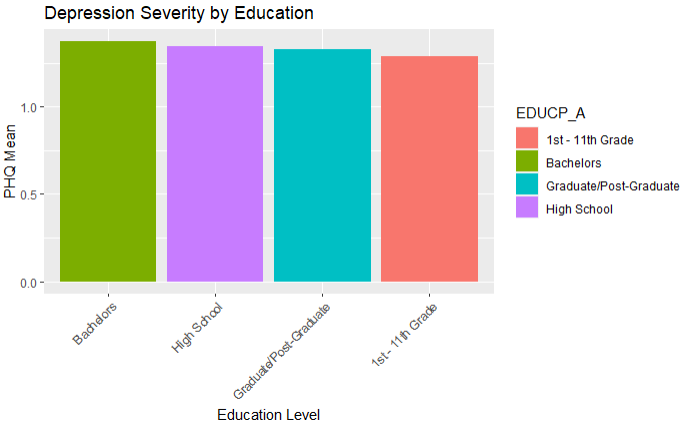 Depression Severity by Education
PHQ Mean
1.0
0.5
0.0
Bachelors
High School
Graduate/Post-Graduate
1st - 11th Grade
Education Level
EDUCP_A
1st - 11th Grade
Bachelors
Graduate/Post-Graduate
High School